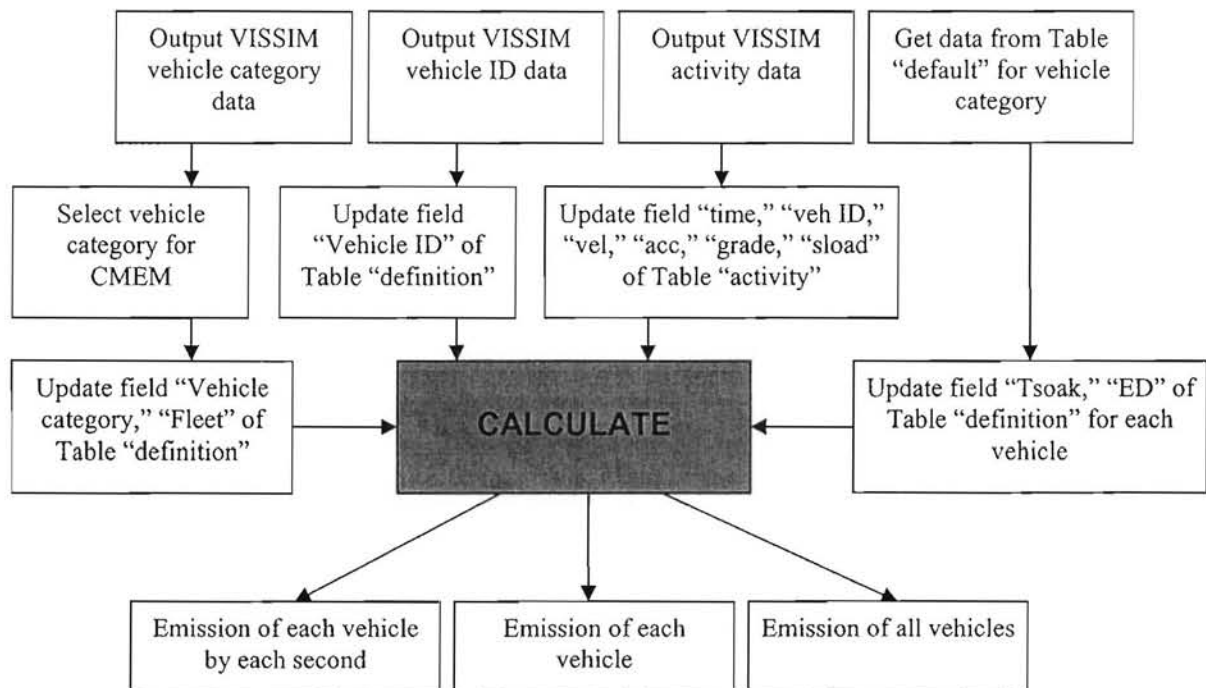 Output VISSIM
vehicle category
data
Output VISSIM
vehicle ID data
Output VISSIM
activity data
Get data from Table
“default” for vehicle
category
Select vehicle
category for
CMEM
Update field
“Vehicle ID” of
Table “definition”
Update field “time,” “veh ID,”
“vel,” “acc,” “grade,” “sload”
of Table “activity”
Update field “Vehicle
category,” “Fleet” of
Table “definition”
CALCULATE
Update field “Tsoak,” “ED” of
Table “definition” for each
vehicle
Emission of each vehicle
by each second
Emission of each
vehicle
Emission of all vehicles